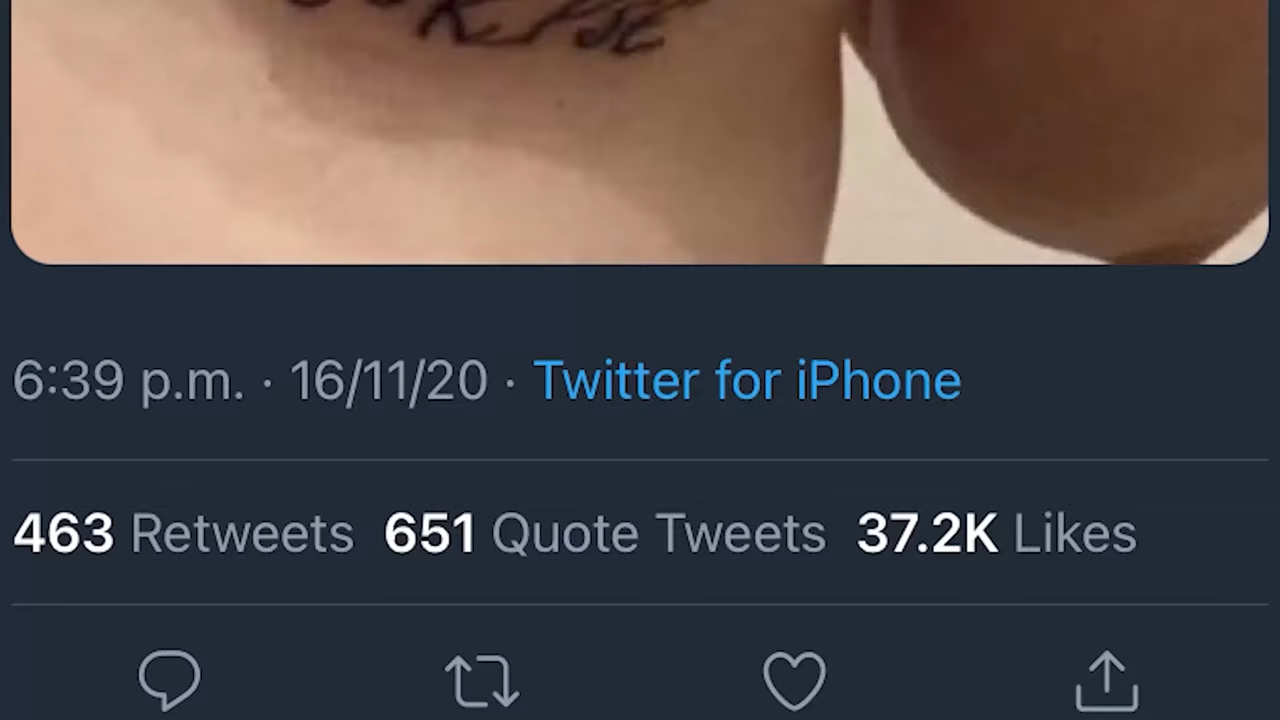 6:39 p.m. · 16/11/20 · Twitter for iPhone
463 Retweets 651 Quote Tweets 37.2K Likes